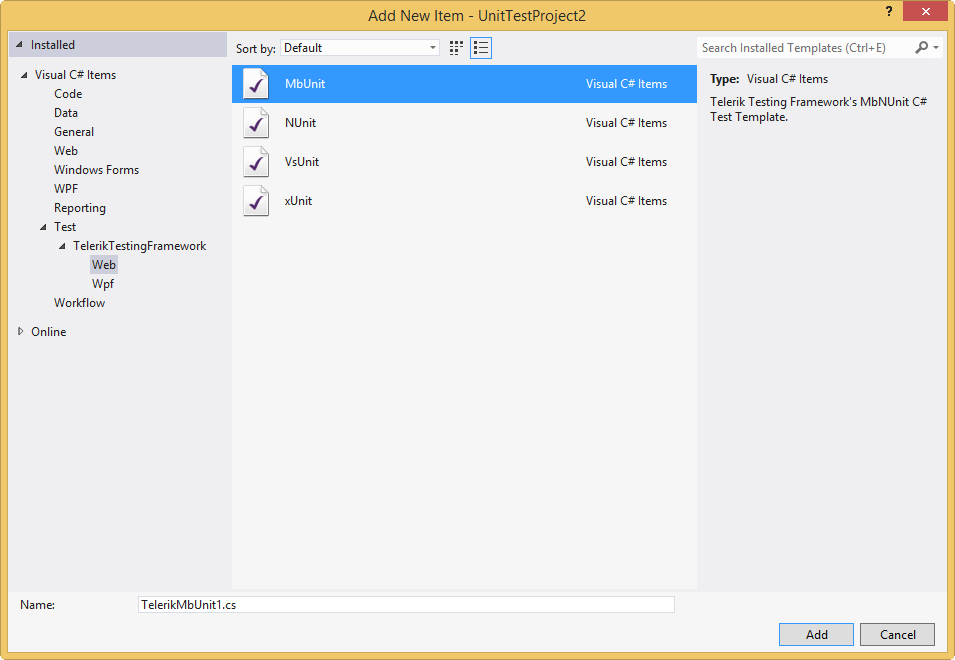 Add New Item - UnitTestProject2
?
Installed
Sort by: Default
Search Installed Templates (Ctrl+E)
Visual C# Items
Code
Data
General
Web
Windows Forms
WPF
Reporting
Test
TelerikTestingFramework
Web
Wpf
Workflow
Online
MbUnit Visual C# Items
NUnit Visual C# Items
VsUnit Visual C# Items
xUnit Visual C# Items
Type: Visual C# Items
Telerik Testing Framework's MbNUnit C#
Test Template.
Name: TelerikMbUnit1.cs
Add Cancel